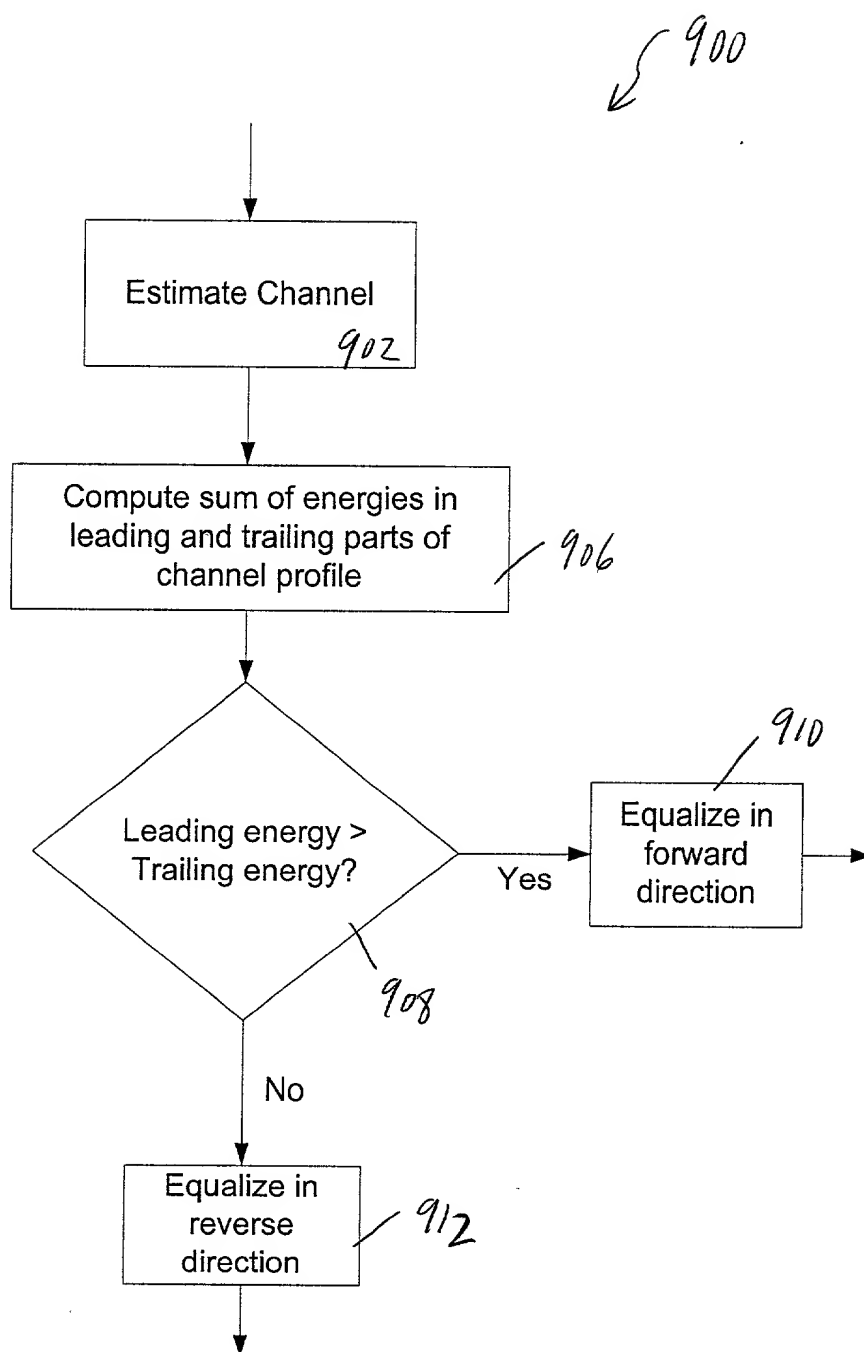 900
Estimate Channel
902
Compute sum of energies in
leading and trailing parts of
channel profile
906
Leading energy >
Trailing energy?
908
Yes
910
Equalize in
forward
direction
No
Equalize in
reverse
direction
912